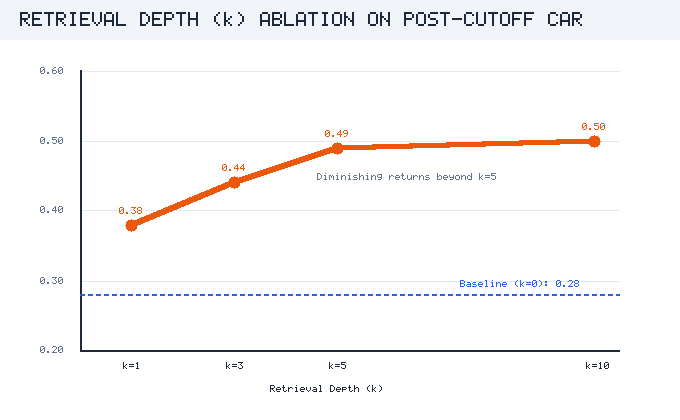 RETRIEVAL DEPTH (k) ABLATION ON POST-CUTOFF CAR
0.60
0.50
0.40
0.30
0.20
0.38
0.44
0.49
0.50
Diminishing returns beyond k=5
Baseline (k=0): 0.28
k=1
k=3
k=5
k=10
Retrieval Depth (k)